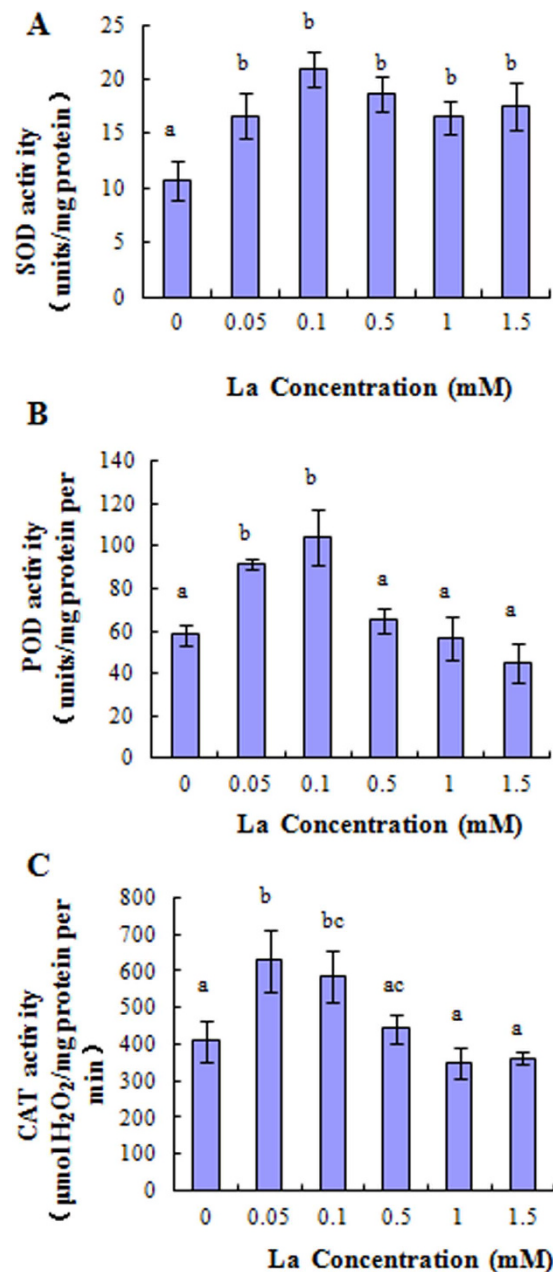 A
SOD activity
(units/mg protein)
25
20
15
10
5
0
a
b
b
b
b
b
0 0.05 0.1 0.5 1 1.5
La Concentration (mM)
B
POD activity
(units/mg protein per
140
120
100
80
60
40
20
0
a
b
b
a
a
a
0 0.05 0.1 0.5 1 1.5
La Concentration (mM)
C
CAT activity
(μmol H₂O₂/mg protein per
min)
800
700
600
500
400
300
200
100
0
a
b
bc
ac
a
a
0 0.05 0.1 0.5 1 1.5
La Concentration (mM)